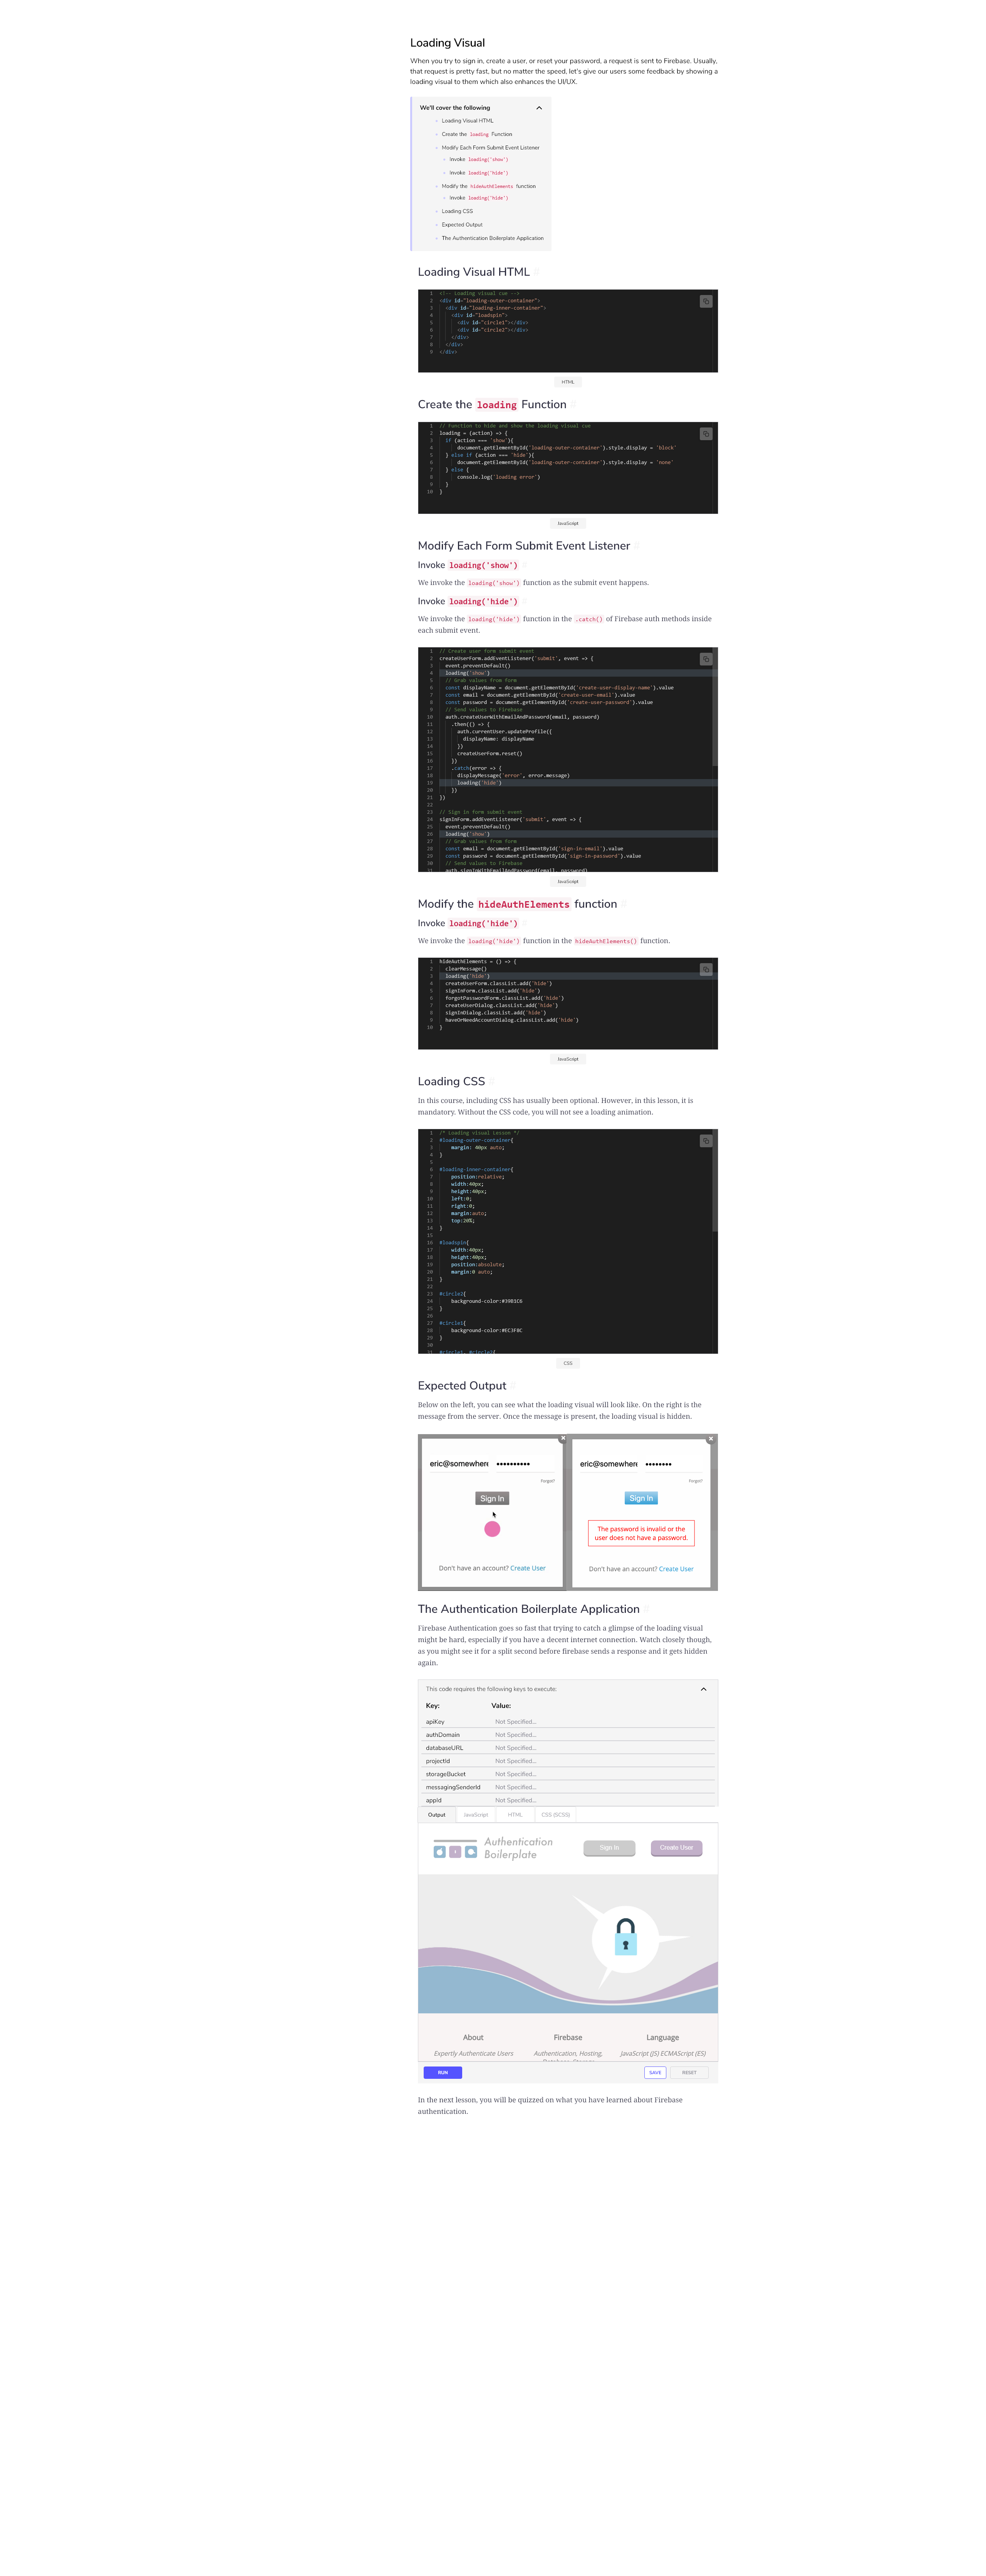 Loading Visual
When you try to sign in, create a user, or reset your password, a request is sent to Firebase. Usually,
that request is pretty fast, but no matter the speed, let's give our users some feedback by showing a
loading visual to them which also enhances the UI/UX.
We'll cover the following
Loading Visual HTML
Create the loading Function
Modify Each Form Submit Event Listener
Invoke loading('show')
Invoke loading('hide')
Modify the hideAuthElements function
Invoke loading('hide')
Loading CSS
Expected Output
The Authentication Boilerplate Application
Loading Visual HTML
1 <!-- Loading visual cue -->
2 <div id="loading-outer-container">
3 <div id="loading-inner-container">
4 <div id="loadspin">
5 <div id="circle1"></div>
6 <div id="circle2"></div>
7 </div>
8 </div>
9 </div>
HTML
Create the loading Function
1 // Function to hide and show the loading visual cue
2 loading = (action) => {
3 if (action === 'show'){
4 document.getElementById('loading-outer-container').style.display = 'block'
5 } else if (action === 'hide'){
6 document.getElementById('loading-outer-container').style.display = 'none'
7 } else {
8 console.log('loading error')
9 }
10 }
JavaScript
Modify Each Form Submit Event Listener
Invoke loading('show')
We invoke the loading('show') function as the submit event happens.
Invoke loading('hide')
We invoke the loading('hide') function in the .catch() of Firebase auth methods inside
each submit event.
1 // Create user form submit event
2 createUserForm.addEventListener('submit', event => {
3 event.preventDefault()
4 loading('show')
5 // Grab values from form
6 const displayName = document.getElementById('create-user-display-name').value
7 const email = document.getElementById('create-user-email').value
8 const password = document.getElementById('create-user-password').value
9 // Send values to Firebase
10 auth.createUserWithEmailAndPassword(email, password)
11 .then(() => {
12 auth.currentUser.updateProfile({
13 displayName: displayName
14 })
15 createUserForm.reset()
16 })
17 .catch(error => {
18 displayMessage('error', error.message)
19 loading('hide')
20 })
21 })
22
23 // Sign in form submit event
24 signInForm.addEventListener('submit', event => {
25 event.preventDefault()
26 loading('show')
27 // Grab values from form
28 const email = document.getElementById('sign-in-email').value
29 const password = document.getElementById('sign-in-password').value
30 // Send values to Firebase
31 auth.signInWithEmailAndPassword(email, password)
JavaScript
Modify the hideAuthElements function
Invoke loading('hide')
We invoke the loading('hide') function in the hideAuthElements() function.
1 hideAuthElements = () => {
2 clearMessage()
3 loading('hide')
4 createUserForm.classList.add('hide')
5 signInForm.classList.add('hide')
6 forgotPasswordForm.classList.add('hide')
7 createUserDialog.classList.add('hide')
8 signInDialog.classList.add('hide')
9 haveOrNeedAccountDialog.classList.add('hide')
10 }
JavaScript
Loading CSS
In this course, including CSS has usually been optional. However, in this lesson, it is
mandatory. Without the CSS code, you will not see a loading animation.
1 /* Loading visual Lesson */
2 #loading-outer-container{
3 margin: 40px auto;
4 }
5
6 #loading-inner-container{
7 position:relative;
8 width:40px;
9 height:40px;
10 left:0;
11 right:0;
12 margin:auto;
13 top:20%;
14 }
15
16 #loadspin{
17 width:40px;
18 height:40px;
19 position:absolute;
20 margin:0 auto;
21 }
22
23 #circle2{
24 background-color:#39B1C6
25 }
26
27 #circle1{
28 background-color:#EC3F8C
29 }
30
31 #circle1, #circle2{
CSS
Expected Output
Below on the left, you can see what the loading visual will look like. On the right is the
message from the server. Once the message is present, the loading visual is hidden.
eric@somewhere ••••••••••
Forgot?
Sign In
Don't have an account? Create User
eric@somewhere ••••••••
Forgot?
Sign In
The password is invalid or the
user does not have a password.
Don't have an account? Create User
The Authentication Boilerplate Application
Firebase Authentication goes so fast that trying to catch a glimpse of the loading visual
might be hard, especially if you have a decent internet connection. Watch closely though,
as you might see it for a split second before firebase sends a response and it gets hidden
again.
This code requires the following keys to execute:
Key: Value:
apiKey Not Specified...
authDomain Not Specified...
databaseURL Not Specified...
projectId Not Specified...
storageBucket Not Specified...
messagingSenderId Not Specified...
appId Not Specified...
Output JavaScript HTML CSS (SCSS)
Authentication
Boilerplate
Sign In Create User
About Firebase Language
Expertly Authenticate Users Authentication, Hosting, JavaScript (JS) ECMAScript (ES)
Database, Storage
RUN SAVE RESET
In the next lesson, you will be quizzed on what you have learned about Firebase
authentication.